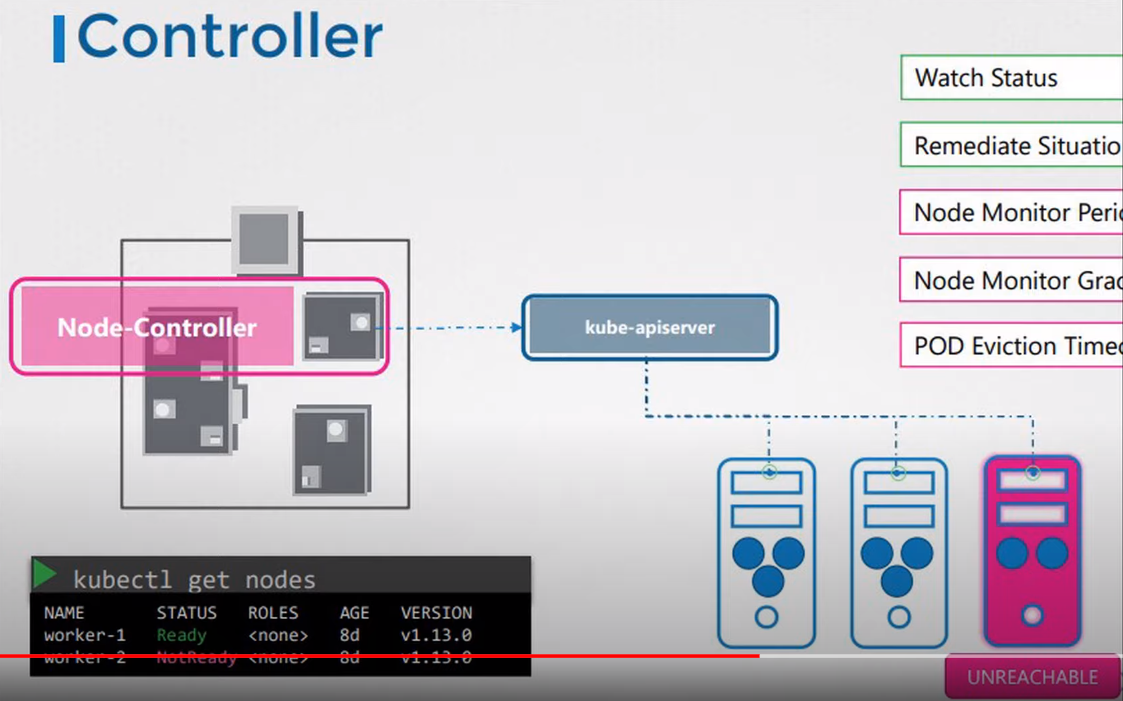 Controller
Watch Status
Remediate Situatio
Node Monitor Peri
Node Monitor Grac
POD Eviction Time
Node-Controller
kube-apiserver
kubectl get nodes
NAME STATUS ROLES AGE VERSION
worker-1 Ready <none> 8d v1.13.0
worker-2 NotReady <none> 8d v1.13.0
UNREACHABLE